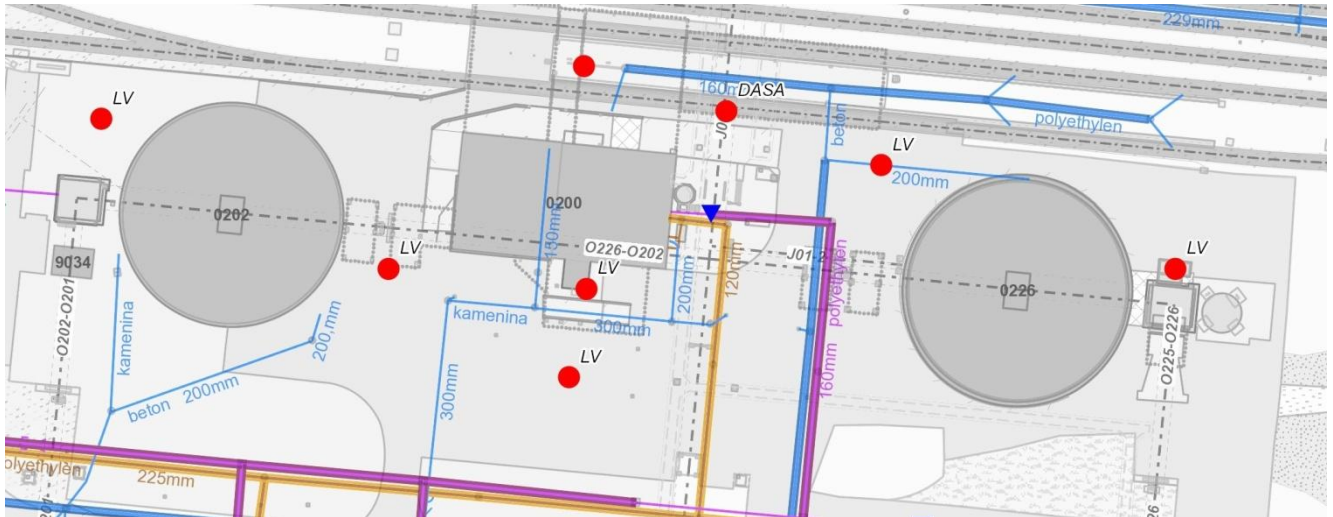 229mm
160mm
DASA
LV
beton
polyethylen
LV
200mm
0202
0200
150mm
O226-O202
J01-2
LV
9034
LV
LV
0226
120mm
200mm
polyethylen
O202-O201
kamenina
kamenina
300mm
160mm
O225-O226
200,mm
LV
beton 200mm
300mm
225mm